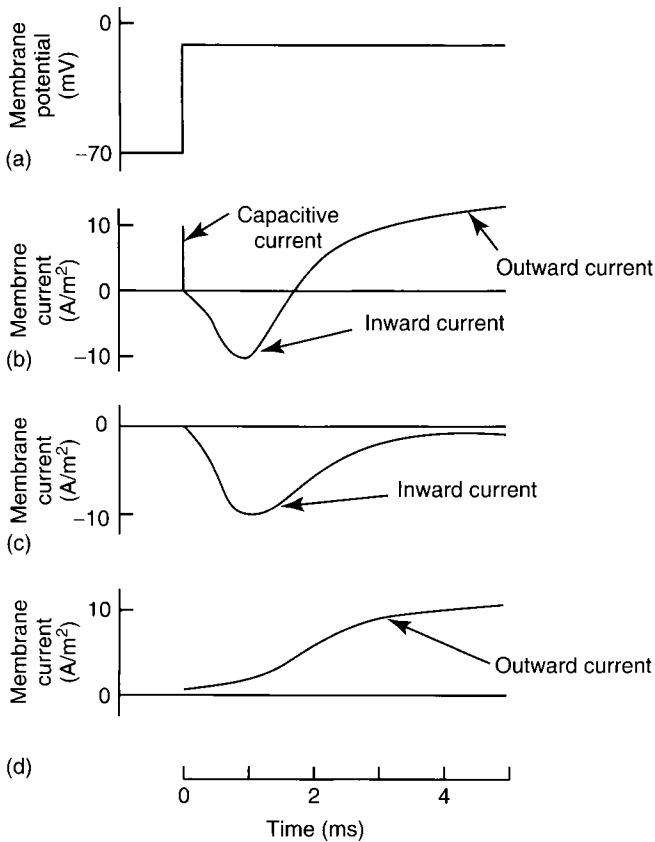 0
Membrane
potential
(mV)
−70
(a)
Capacitive
current
10
Membrne
current
(A/m²)
0
Outward current
Inward current
−10
(b)
0
Membrane
current
(A/m²)
Inward current
−10
(c)
10
Membrane
current
(A/m²)
Outward current
0
(d)
0 2 4
Time (ms)